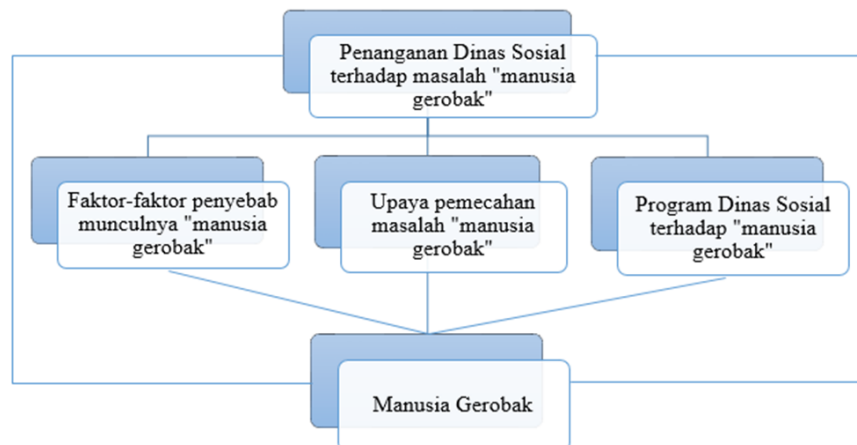 Penanganan Dinas Sosial
terhadap masalah "manusia
gerobak"
Faktor-faktor penyebab
munculnya "manusia
gerobak"
Upaya pemecahan
masalah "manusia
gerobak"
Program Dinas Sosial
terhadap "manusia
gerobak"
Manusia Gerobak